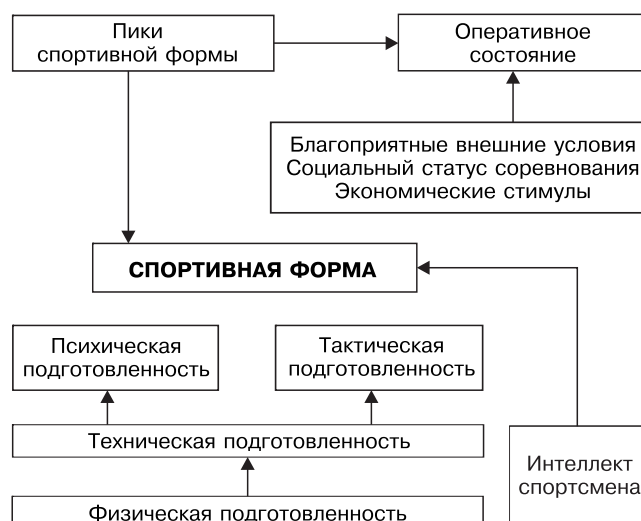 Пики
спортивной формы
Оперативное
состояние
Благоприятные внешние условия
Социальный статус соревнования
Экономические стимулы
СПОРТИВНАЯ ФОРМА
Психическая
подготовленность
Тактическая
подготовленность
Техническая подготовленность
Интеллект
спортсмена
Физическая подготовленность